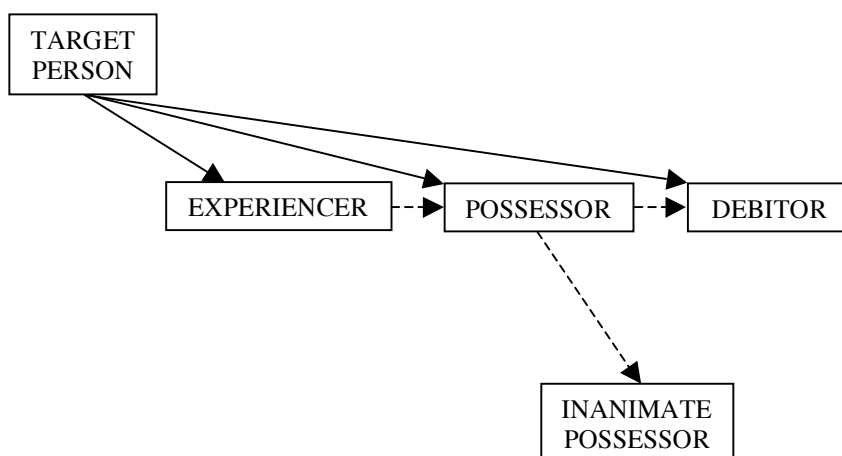 TARGET
PERSON
EXPERIENCER
POSSESSOR
DEBITOR
INANIMATE
POSSESSOR